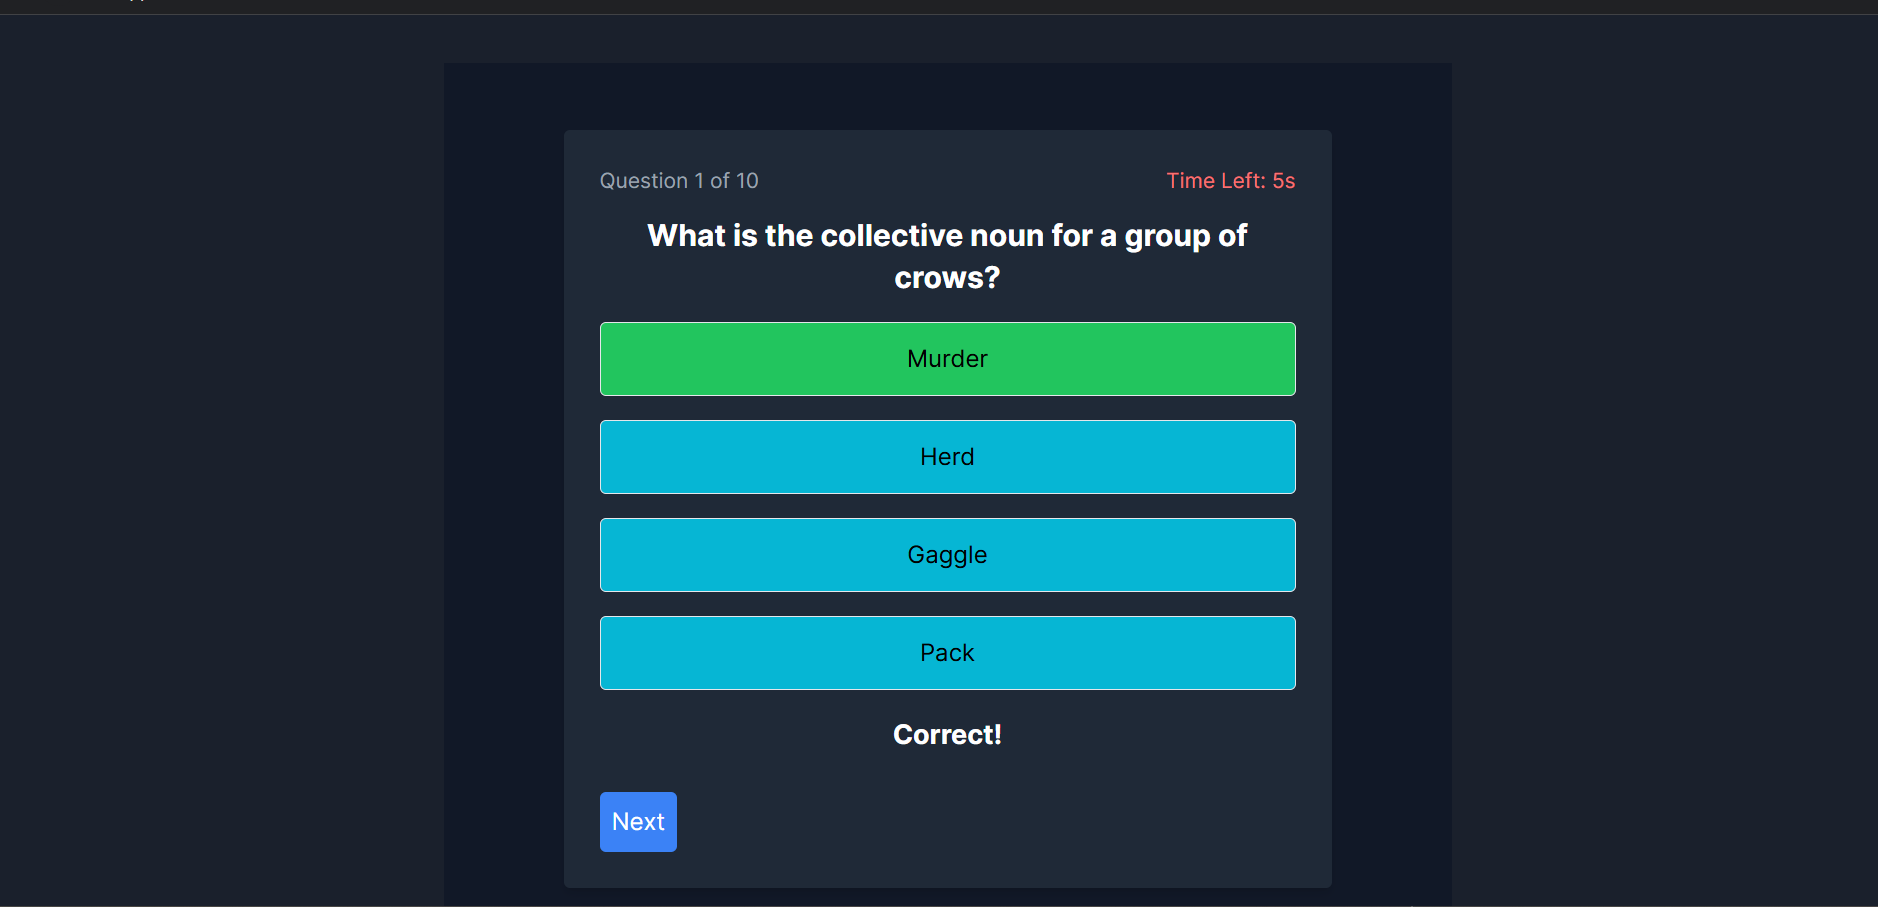 Question 1 of 10
Time Left: 5s
What is the collective noun for a group of
crows?
Murder
Herd
Gaggle
Pack
Correct!
Next